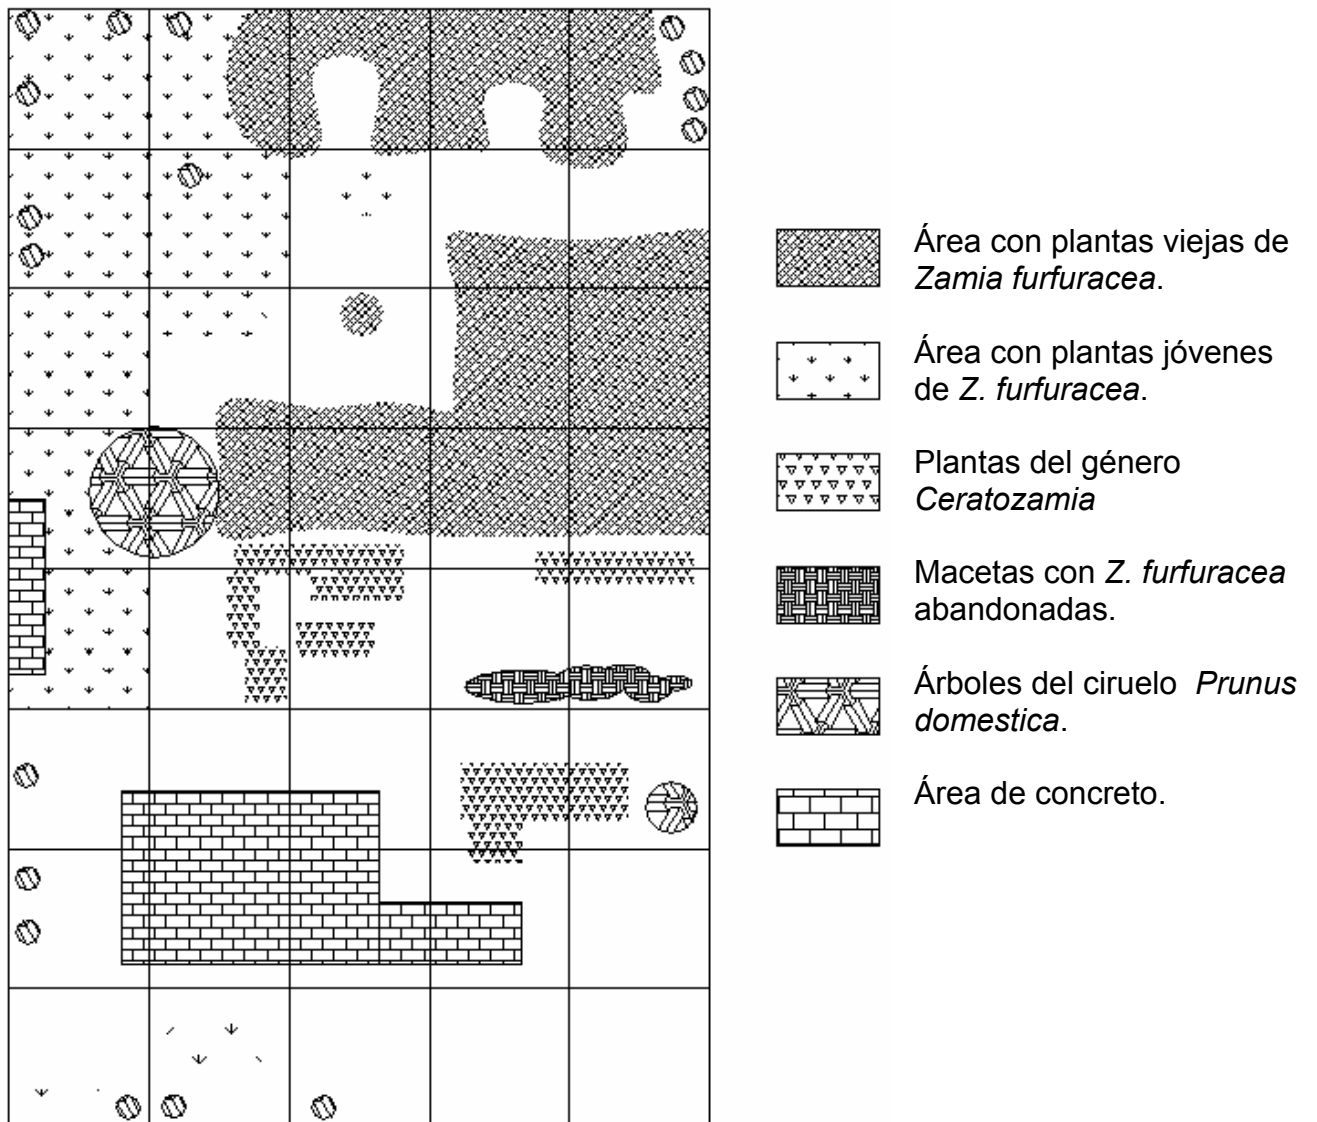 Área con plantas viejas de
Zamia furfuracea.
Área con plantas jóvenes
de Z. furfuracea.
Plantas del género
Ceratozamia
Macetas con Z. furfuracea
abandonadas.
Árboles del ciruelo Prunus
domestica.
Área de concreto.